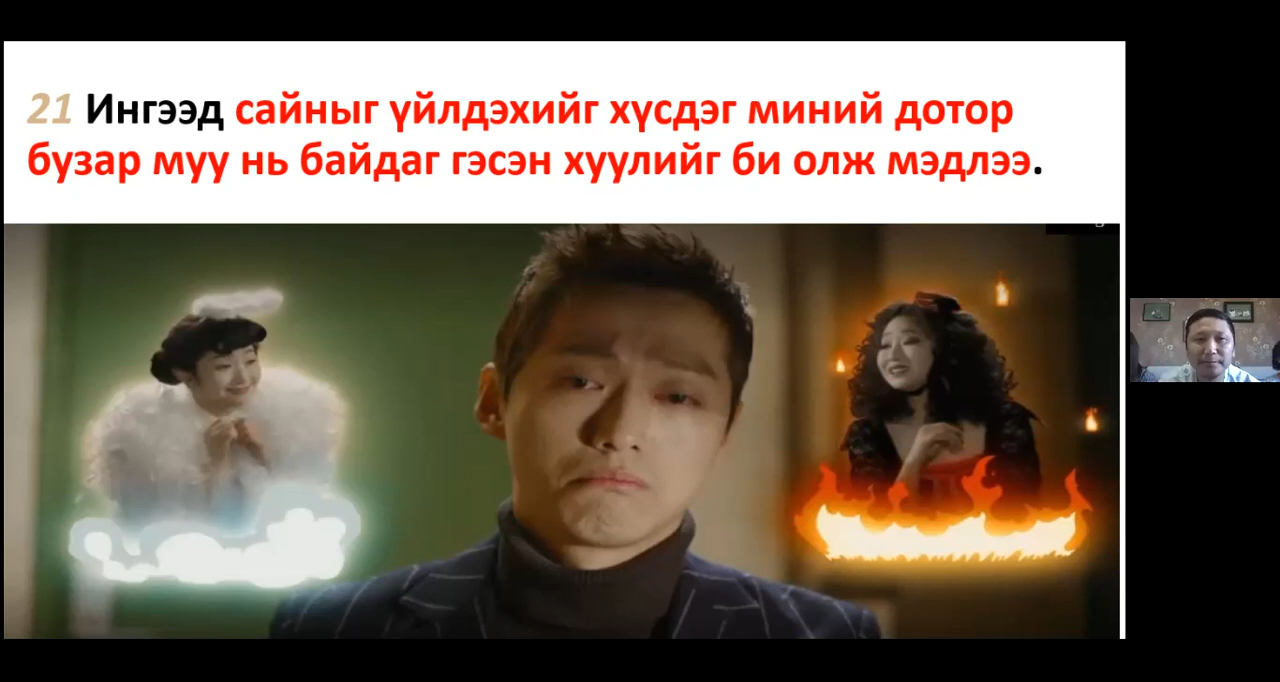 21 Ингээд сайныг үйлдэхийг хүсдэг миний дотор
бузар муу нь байдаг гэсэн хуулийг би олж мэдлээ.